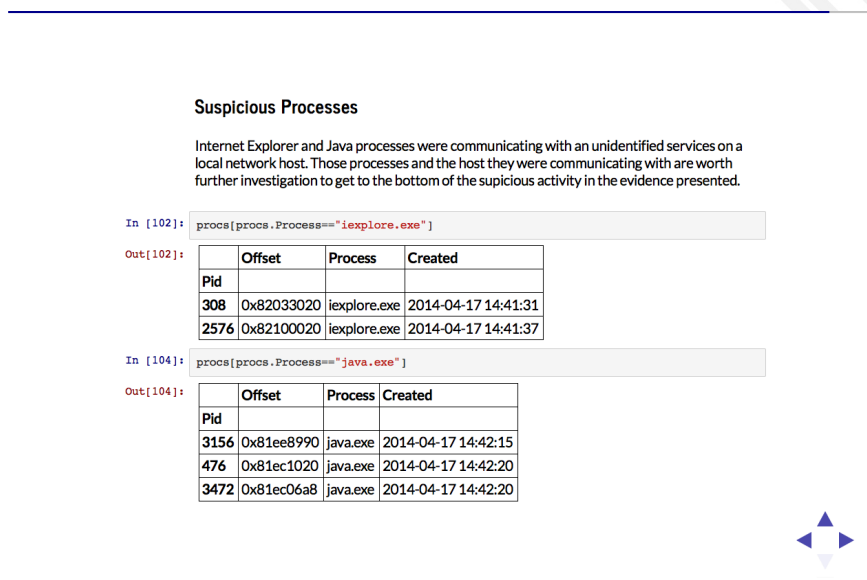 Suspicious Processes
Internet Explorer and Java processes were communicating with an unidentified services on a
local network host. Those processes and the host they were communicating with are worth
further investigation to get to the bottom of the supicious activity in the evidence presented.
In [102]: procs[procs.Process=="iexplore.exe"]
Out[102]:
Offset Process Created
Pid
308 0x82033020 iexplore.exe 2014-04-17 14:41:31
2576 0x82100020 iexplore.exe 2014-04-17 14:41:37
In [104]: procs[procs.Process=="java.exe"]
Out[104]:
Offset Process Created
Pid
3156 0x81ee8990 java.exe 2014-04-17 14:42:15
476 0x81ec1020 java.exe 2014-04-17 14:42:20
3472 0x81ec06a8 java.exe 2014-04-17 14:42:20